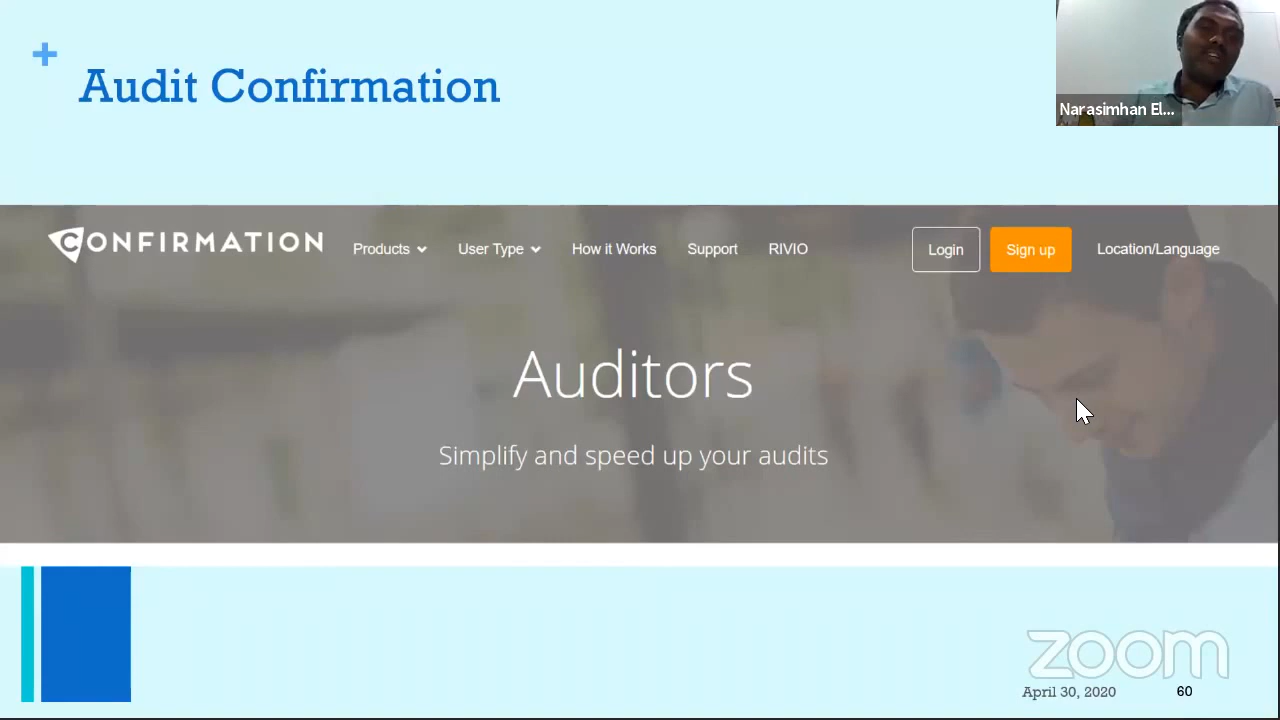 +
Audit Confirmation
Narasimhan El...
CONFIRMATION
Products
User Type
How it Works
Support
RIVIO
Login
Sign up
Location/Language
Auditors
Simplify and speed up your audits
zoom
April 30, 2020
60